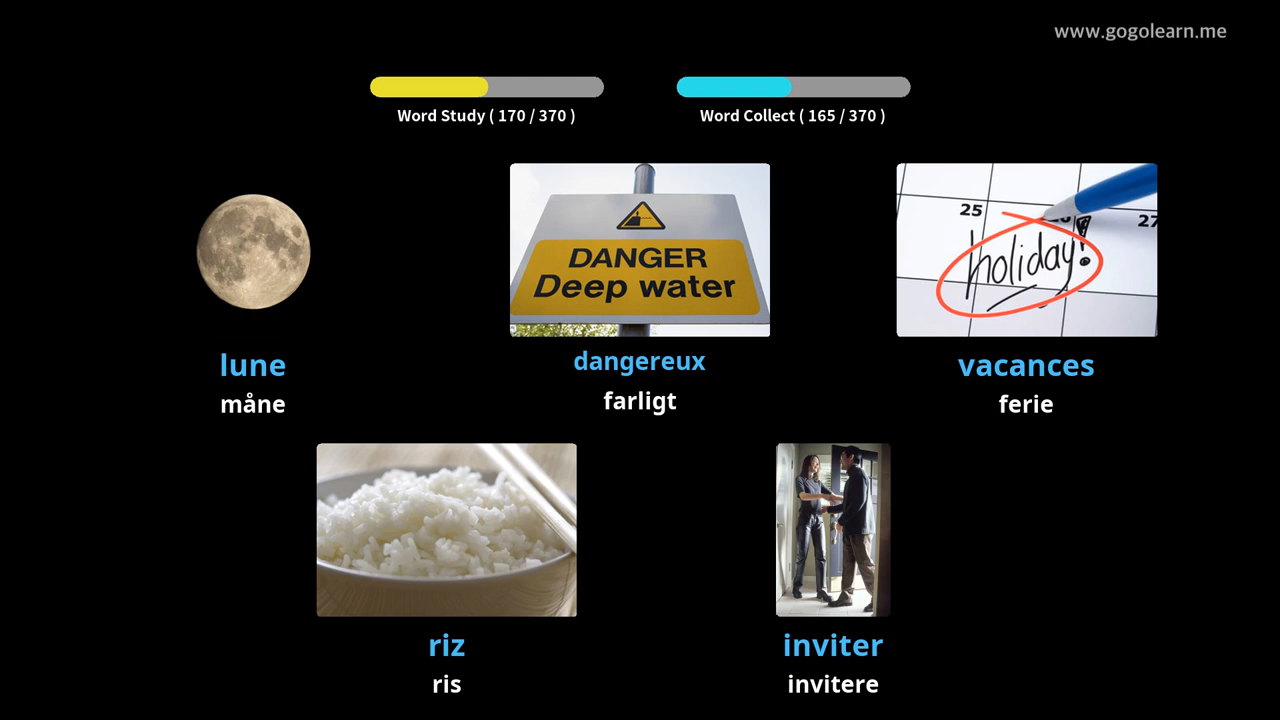 www.gogolearn.me
Word Study ( 170 / 370 )
Word Collect ( 165 / 370 )
DANGER
Deep water
25
27
holiday!
lune
måne
dangereux
farligt
vacances
ferie
riz
ris
inviter
invitere